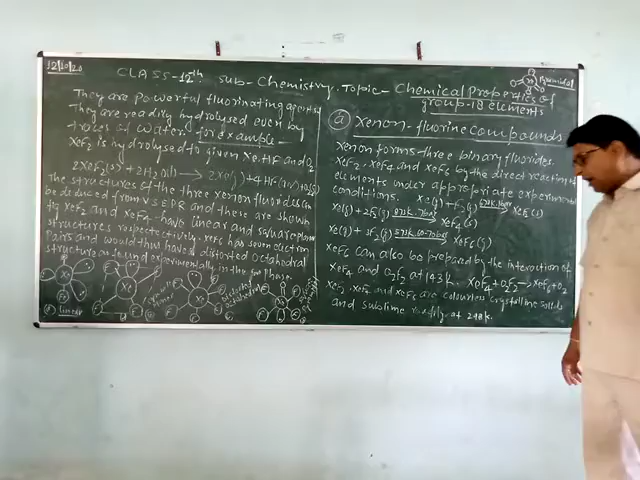 12/10/20
CLASS-12th Sub-Chemistry. Topic- Chemical Properties of
group-18 elements
Pyramidal
They are powerful fluorinating agents
They are readily hydrolysed even by
traces of water. for example-
XeF2 is hydrolysed to given Xe, HF and O2
2XeF2(s) + 2H2O(l) → 2Xe(g) + 4HF(aq) + O2(g)
The structures of the three xenon fluorides can
be deduced from VSEPR and these are shown
XeF2 and XeF4 have linear and square planar
structures respectively. XeF6 has seven electron
Pairs and would thus have a distorted octahedral
structure as found experimentally in the gas phase.
linear
Distorted octahedral
(a) Xenon-fluorine Compounds
Xenon forms three binary fluorides.
XeF2, XeF4 and XeF6 by the direct reaction of
elements under appropriate experimental
conditions. Xe(g) + F2(g) → XeF2(s)
Xe(g) + 2F2(g) → XeF4(s)
Xe(g) + 3F2(g) → XeF6(g)
XeF6 can also be prepared by the interaction of
XeF4 and O2F2 at 143K. XeF4+O2F2→XeF6+O2
XeF2, XeF4 and XeF6 are colourless crystalline solids
and sublime readily at 298K.